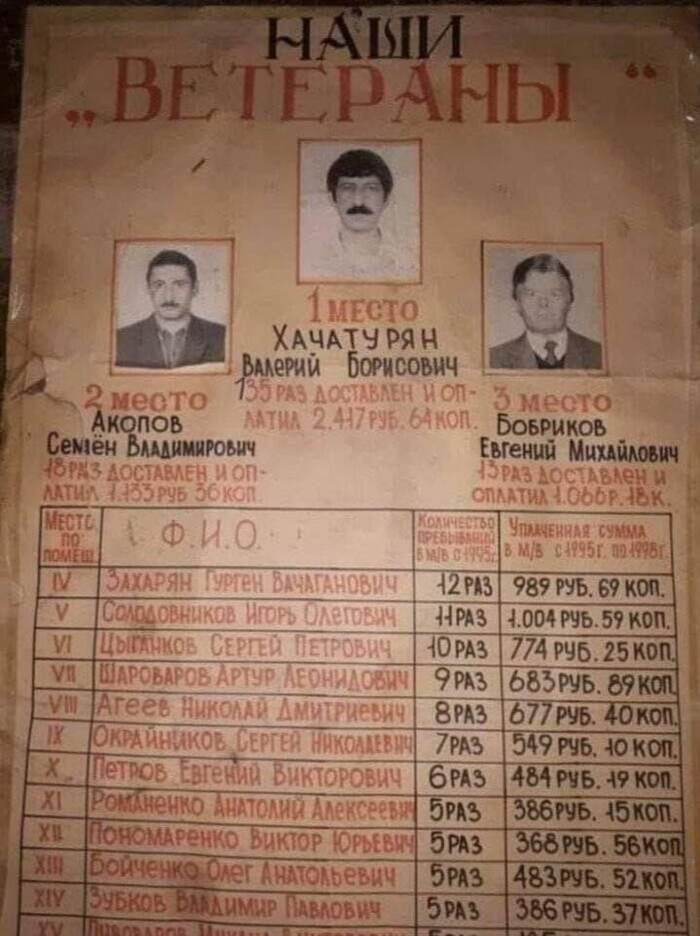 НАШИ
„ВЕТЕРАНЫ“
1 МЕСТО
ХАЧАТУРЯН
ВАЛЕРИЙ БОРИСОВИЧ
135 РАЗ ДОСТАВЛЕН И ОП-
ЛАТИЛ 2.417 РУБ. 64 КОП.
2 МЕСТО
АКОПОВ
СЕМЁН ВЛАДИМИРОВИЧ
18 РАЗ ДОСТАВЛЕН И ОП-
ЛАТИЛ 1.133 РУБ 36 КОП.
3 МЕСТО
БОБРИКОВ
ЕВГЕНИЙ МИХАЙЛОВИЧ
13 РАЗ ДОСТАВЛЕН И
ОПЛАТИЛ 1.066 Р. 18 К.
МЕСТО ПО ПОМЕЩ. Ф.И.О. КОЛИЧЕСТВО ПРЕБЫВАНИЙ В М/В С 1995г. УПЛАЧЕННАЯ СУММА В М/В С 1995г. ПО 1998г.
IV ЗАХАРЯН ГУРГЕН ВАЧАГАНОВИЧ 12 РАЗ 989 РУБ. 69 КОП.
V СОЛОДОВНИКОВ ИГОРЬ ОЛЕГОВИЧ 11 РАЗ 1.004 РУБ. 59 КОП.
VI ЦЫГАНКОВ СЕРГЕЙ ПЕТРОВИЧ 10 РАЗ 774 РУБ. 25 КОП.
VII ШАРОВАРОВ АРТУР ЛЕОНИДОВИЧ 9 РАЗ 683 РУБ. 89 КОП.
VIII АГЕЕВ НИКОЛАЙ ДМИТРИЕВИЧ 8 РАЗ 677 РУБ. 40 КОП.
IX ОКРАЙНИКОВ СЕРГЕЙ НИКОЛАЕВИЧ 7 РАЗ 549 РУБ. 10 КОП.
X ПЕТРОВ ЕВГЕНИЙ ВИКТОРОВИЧ 6 РАЗ 484 РУБ. 19 КОП.
XI РОМАНЕНКО АНАТОЛИЙ АЛЕКСЕЕВИЧ 5 РАЗ 386 РУБ. 15 КОП.
XII ПОНОМАРЕНКО ВИКТОР ЮРЬЕВИЧ 5 РАЗ 368 РУБ. 56 КОП
XIII БОЙЧЕНКО ОЛЕГ АНАТОЛЬЕВИЧ 5 РАЗ 483 РУБ. 52 КОП.
XIV ЗУБКОВ ВЛАДИМИР ПАВЛОВИЧ 5 РАЗ 386 РУБ. 37 КОП.
XV